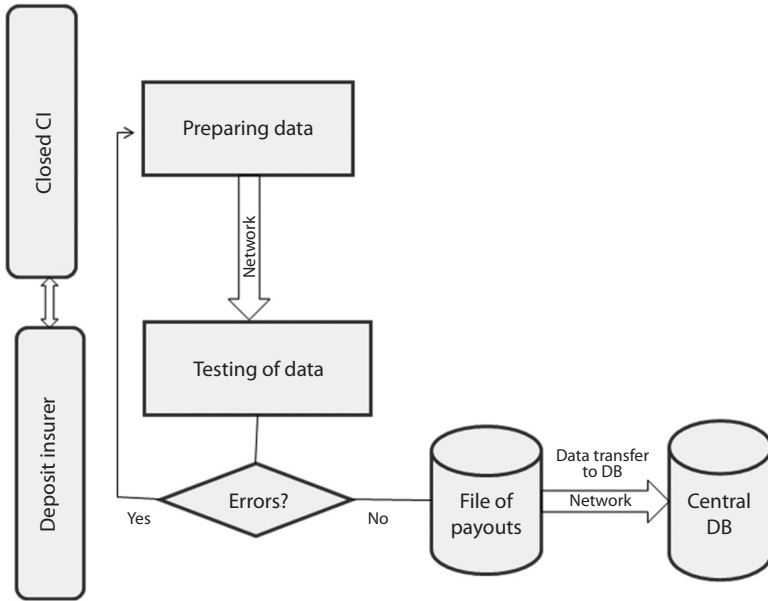 Closed CI
Preparing data
Network
Deposit insurer
Testing of data
Errors?
Yes
No
File of
payouts
Data transfer
to DB
Network
Central
DB